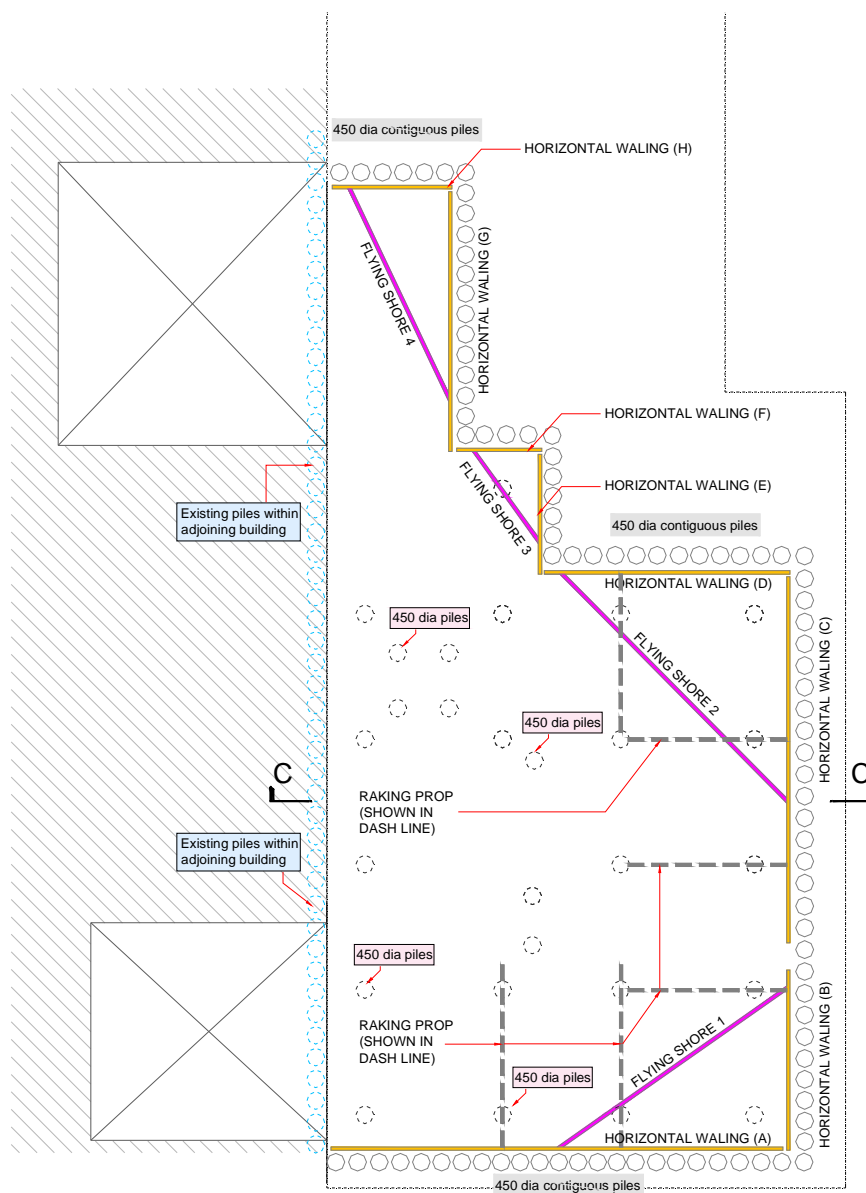 450 dia contiguous piles
HORIZONTAL WALING (H)
FLYING SHORE 4
HORIZONTAL WALING (G)
HORIZONTAL WALING (F)
FLYING SHORE 3
HORIZONTAL WALING (E)
Existing piles within
adjoining building
450 dia contiguous piles
HORIZONTAL WALING (D)
450 dia piles
FLYING SHORE 2
HORIZONTAL WALING (C)
450 dia piles
C
C
RAKING PROP
(SHOWN IN
DASH LINE)
Existing piles within
adjoining building
450 dia piles
HORIZONTAL WALING (B)
RAKING PROP
(SHOWN IN
DASH LINE)
FLYING SHORE 1
450 dia piles
HORIZONTAL WALING (A)
450 dia contiguous piles